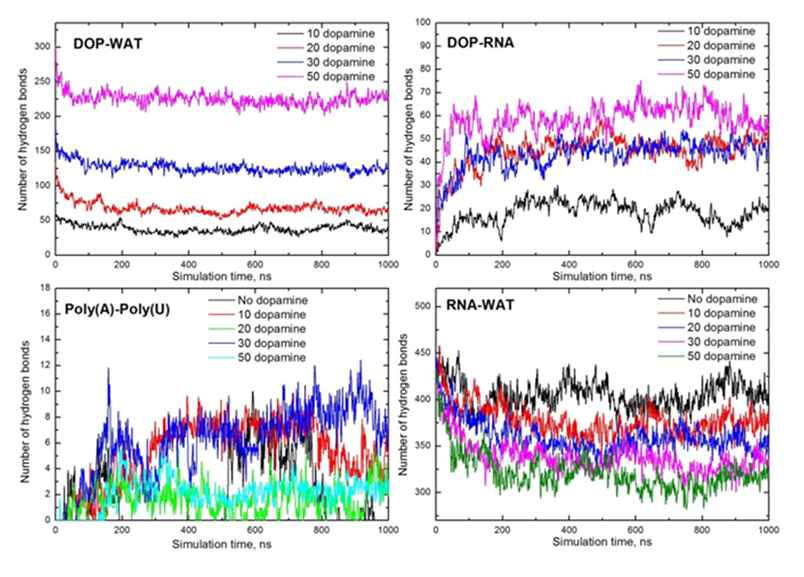 DOP-WAT
10 dopamine
20 dopamine
30 dopamine
50 dopamine
Number of hydrogen bonds
300
250
200
150
100
50
0
0 200 400 600 800 1000
Simulation time, ns
DOP-RNA
10 dopamine
20 dopamine
30 dopamine
50 dopamine
Number of hydrogen bonds
100
90
80
70
60
50
40
30
20
10
0
0 200 400 600 800 1000
Simulation time, ns
Poly(A)-Poly(U)
No dopamine
10 dopamine
20 dopamine
30 dopamine
50 dopamine
Number of hydrogen bonds
18
16
14
12
10
8
6
4
2
0
0 200 400 600 800 1000
Simulation time, ns
RNA-WAT
No dopamine
10 dopamine
20 dopamine
30 dopamine
50 dopamine
Number of hydrogen bonds
500
450
400
350
300
0 200 400 600 800 1000
Simulation time, ns